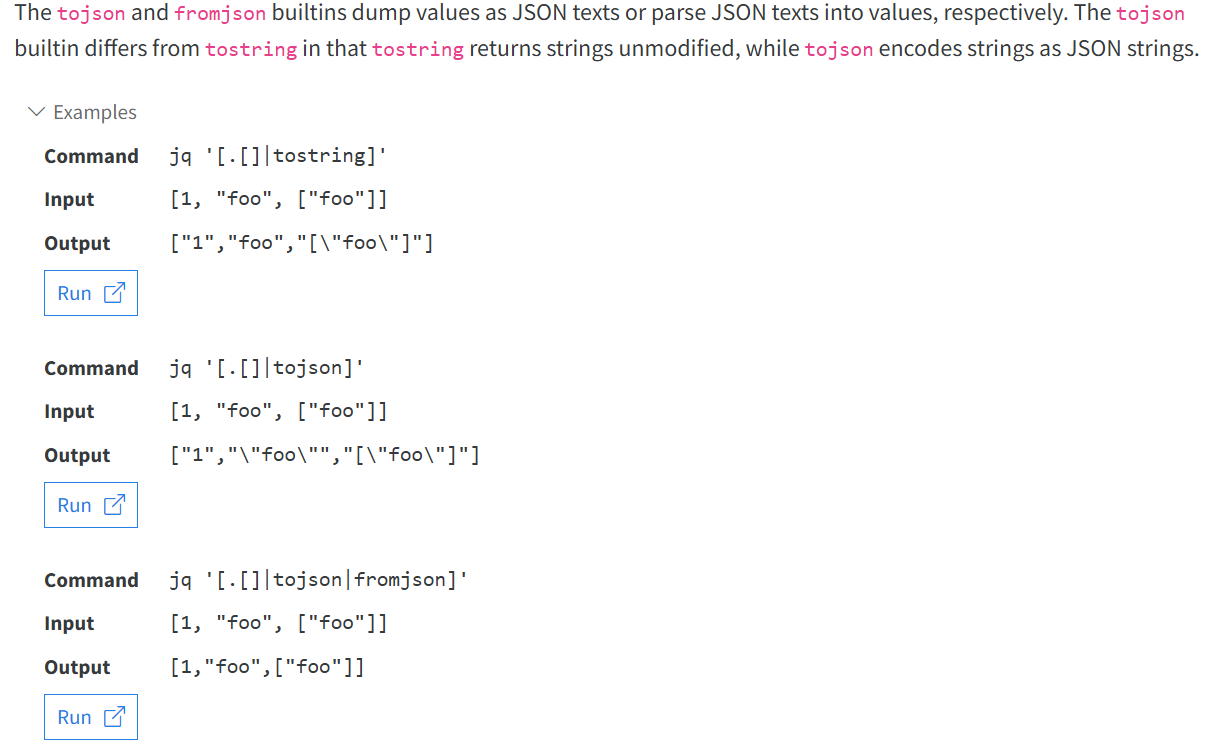 The tojson and fromjson builtins dump values as JSON texts or parse JSON texts into values, respectively. The tojson
builtin differs from tostring in that tostring returns strings unmodified, while tojson encodes strings as JSON strings.
Examples
Command jq '[.[]|tostring]'
Input [1, "foo", ["foo"]]
Output ["1","foo","[\"foo\"]"]
Run
Command jq '[.[]|tojson]'
Input [1, "foo", ["foo"]]
Output ["1","\"foo\"","[\"foo\"]"]
Run
Command jq '[.[]|tojson|fromjson]'
Input [1, "foo", ["foo"]]
Output [1,"foo",["foo"]]
Run